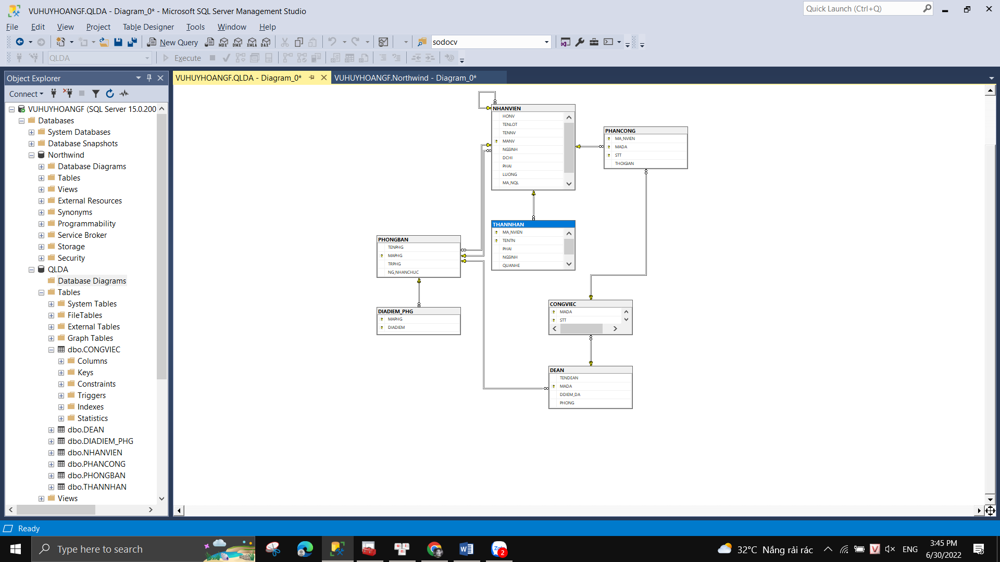 VUHUYHOANGF.QLDA - Diagram_0* - Microsoft SQL Server Management Studio
Quick Launch (Ctrl+Q)
File Edit View Project Table Designer Tools Window Help
New Query
MDX DMX XMLA DAX
sodocv
QLDA
Execute
Object Explorer
Connect
VUHUYHOANGF (SQL Server 15.0.200
Databases
System Databases
Database Snapshots
Northwind
Database Diagrams
Tables
Views
External Resources
Synonyms
Programmability
Service Broker
Storage
Security
QLDA
Database Diagrams
Tables
System Tables
FileTables
External Tables
Graph Tables
dbo.CONGVIEC
Columns
Keys
Constraints
Triggers
Indexes
Statistics
dbo.DEAN
dbo.DIADIEM_PHG
dbo.NHANVIEN
dbo.PHANCONG
dbo.PHONGBAN
dbo.THANNHAN
Views
VUHUYHOANGF.QLDA - Diagram_0*
VUHUYHOANGF.Northwind - Diagram_0*
NHANVIEN
HONV
TENLOT
TENNV
MANV
NGSINH
DCHI
PHAI
LUONG
MA_NQL
PHANCONG
MA_NVIEN
MADA
STT
THOIGIAN
THANNHAN
MA_NVIEN
TENTN
PHAI
NGSINH
QUANHE
PHONGBAN
TENPHG
MAPHG
TRPHG
NG_NHANCHUC
DIADIEM_PHG
MAPHG
DIADIEM
CONGVIEC
MADA
STT
DEAN
TENDEAN
MADA
DDIEM_DA
PHONG
Ready
Type here to search
2
32°C Nắng rải rác
V
ENG
3:45 PM
6/30/2022